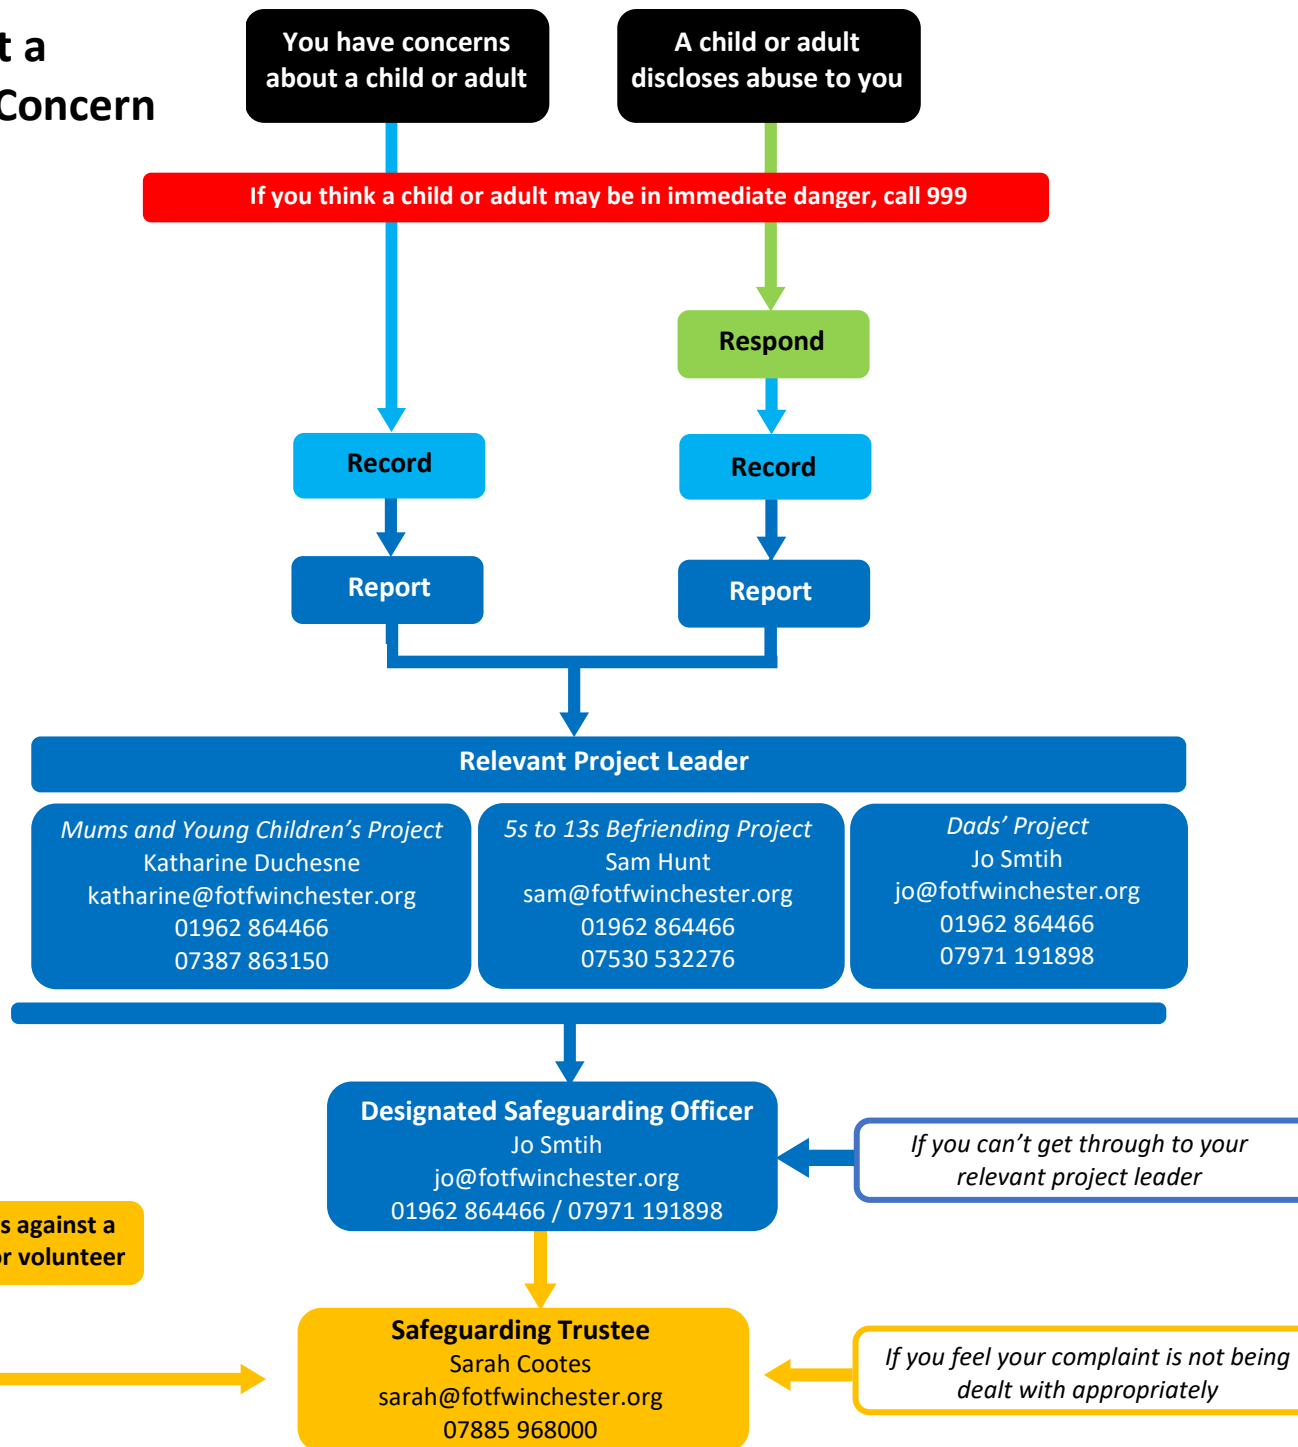 t a
Concern
You have concerns
about a child or adult
A child or adult
discloses abuse to you
If you think a child or adult may be in immediate danger, call 999
Respond
Record
Record
Report
Report
Relevant Project Leader
Mums and Young Children's Project
Katharine Duchesne
katharine@fotfwinchester.org
01962 864466
07387 863150
5s to 13s Befriending Project
Sam Hunt
sam@fotfwinchester.org
01962 864466
07530 532276
Dads' Project
Jo Smtih
jo@fotfwinchester.org
01962 864466
07971 191898
Designated Safeguarding Officer
Jo Smtih
jo@fotfwinchester.org
01962 864466 / 07971 191898
If you can't get through to your
relevant project leader
s against a
or volunteer
Safeguarding Trustee
Sarah Cootes
sarah@fotfwinchester.org
07885 968000
If you feel your complaint is not being
dealt with appropriately